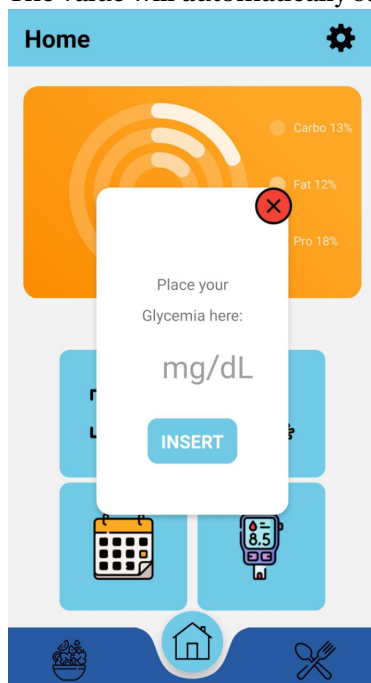 Home
Carbo 13%
Fat 12%
Pro 18%
Place your
Glycemia here:
mg/dL
INSERT
8.5